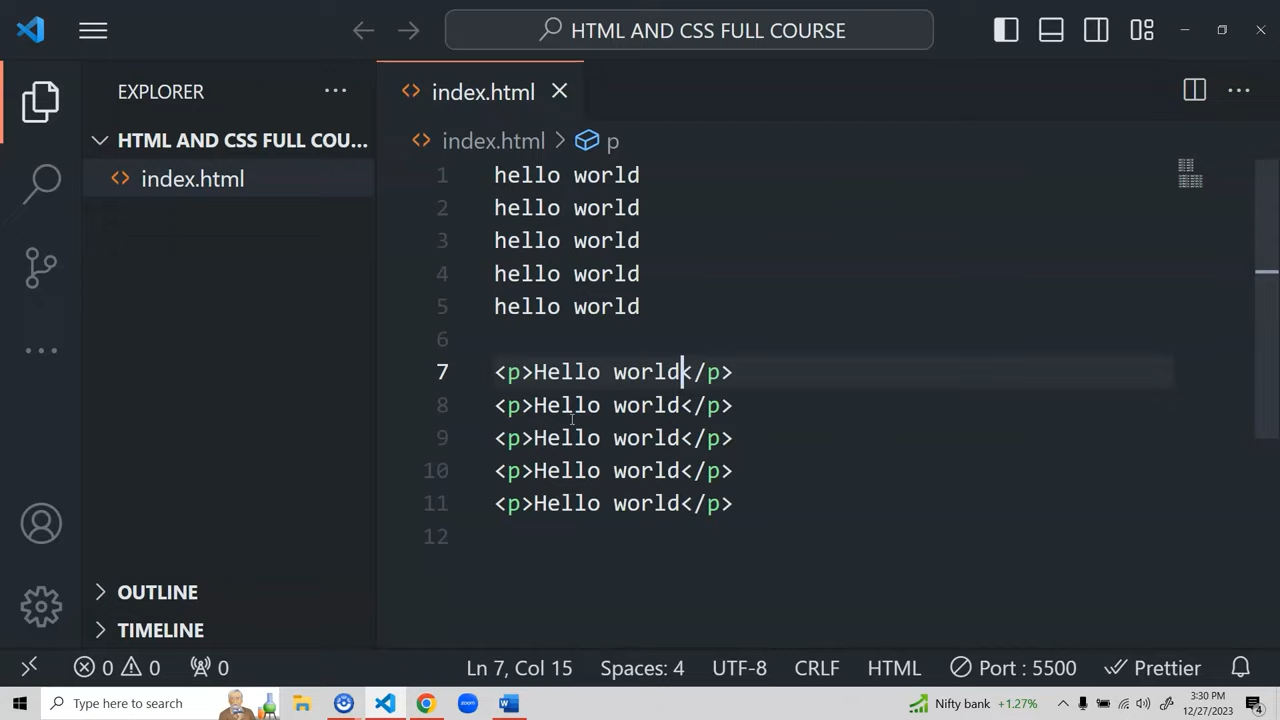 HTML AND CSS FULL COURSE
EXPLORER
index.html
HTML AND CSS FULL COU...
index.html > p
index.html
1 hello world
2 hello world
3 hello world
4 hello world
5 hello world
6
7 <p>Hello world</p>
8 <p>Hello world</p>
9 <p>Hello world</p>
10 <p>Hello world</p>
11 <p>Hello world</p>
12
OUTLINE
TIMELINE
0 0 0 Ln 7, Col 15 Spaces: 4 UTF-8 CRLF HTML Port : 5500 Prettier
Type here to search
Nifty bank +1.27%
3:30 PM
12/27/2023
4